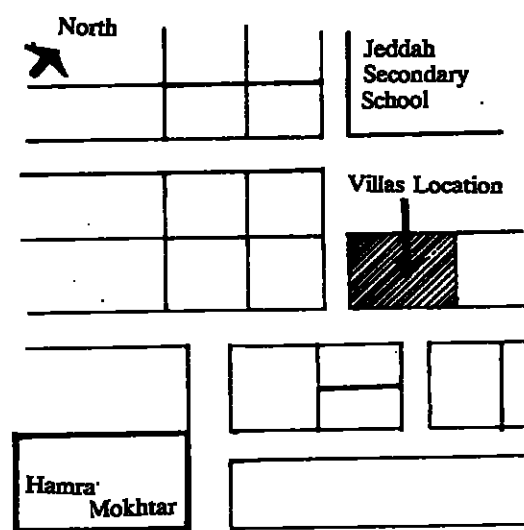 North
Jeddah
Secondary
School
Villas Location
Hamra
Mokhtar